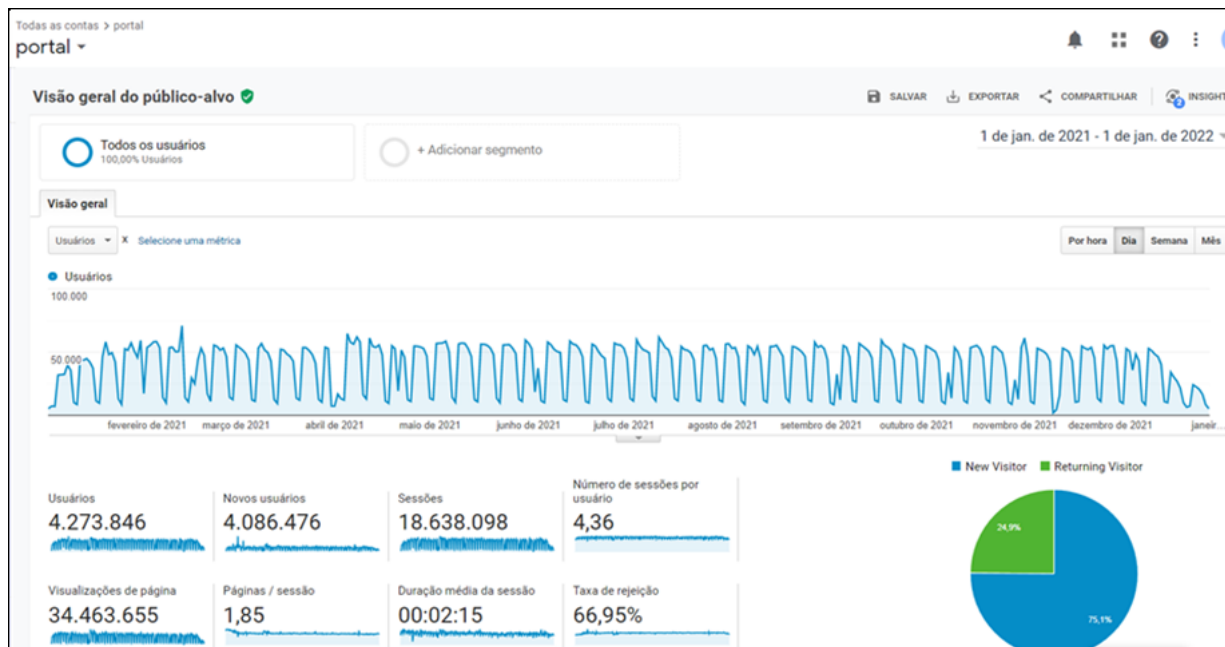 Todas as contas > portal
portal
Visão geral do público-alvo
SALVAR
EXPORTAR
COMPARTILHAR
2
Todos os usuários
100,00% Usuários
+ Adicionar segmento
1 de jan. de 2021 - 1 de jan. de 2022
Visão geral
Usuários
X
Selecione uma métrica
Por hora
Dia
Semana
Mês
Usuários
100.000
50.000
fevereiro de 2021
março de 2021
abril de 2021
maio de 2021
junho de 2021
julho de 2021
agosto de 2021
setembro de 2021
outubro de 2021
novembro de 2021
dezembro de 2021
janeir...
New Visitor
Returning Visitor
Usuários
4.273.846
Novos usuários
4.086.476
Sessões
18.638.098
Número de sessões por
usuário
4,36
Visualizações de página
34.463.655
Páginas / sessão
1,85
Duração média da sessão
00:02:15
Taxa de rejeição
66,95%
24,9%
75,1%